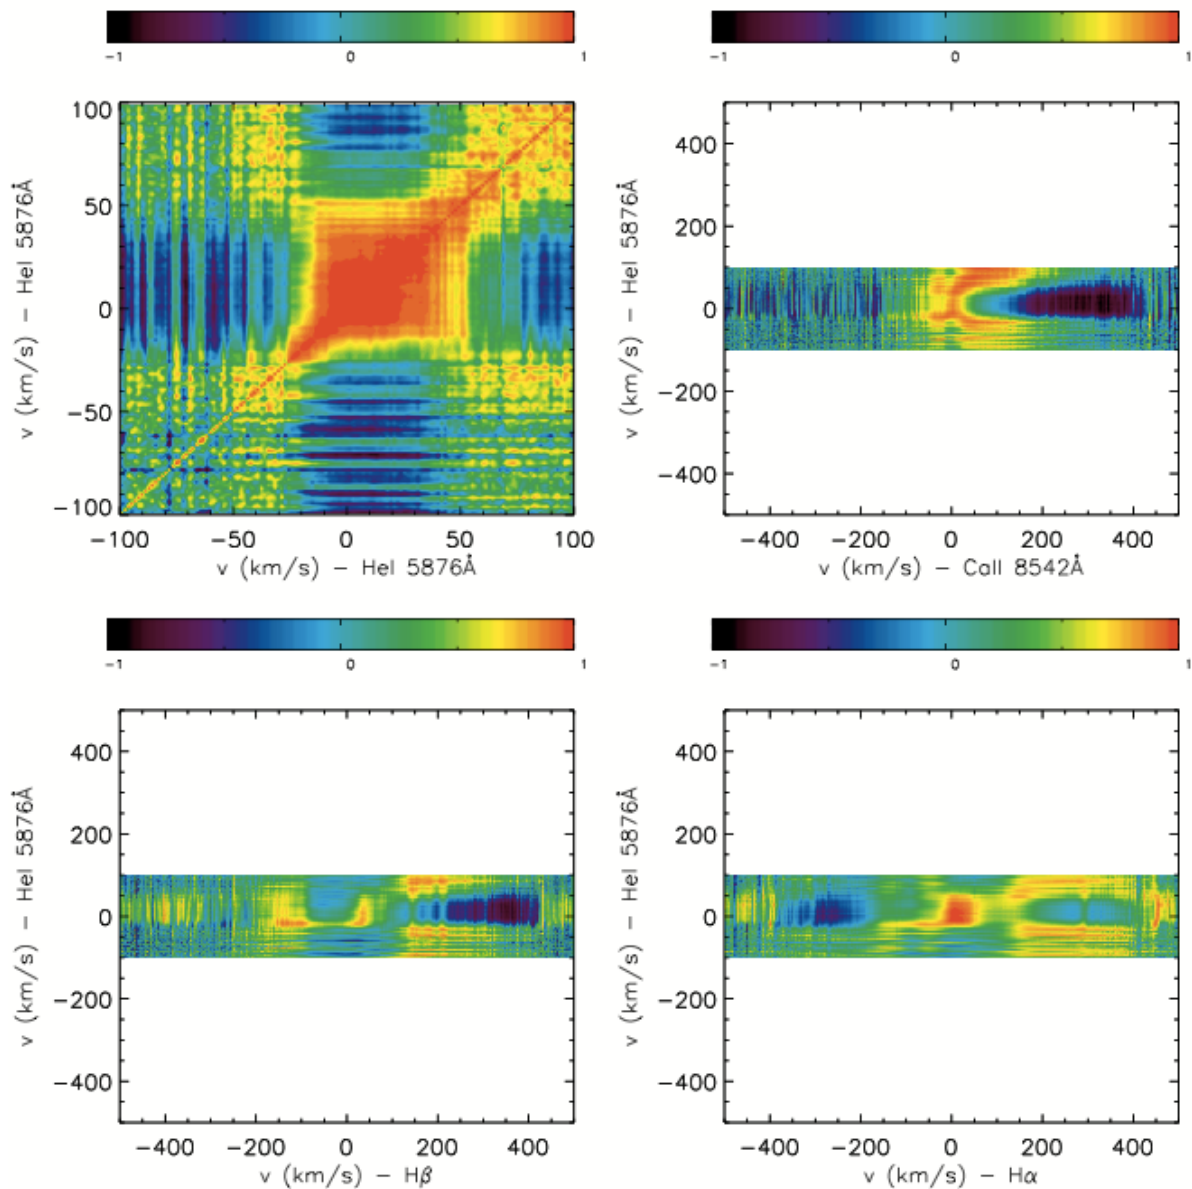 -1 0 1
-1 0 1
100
50
0
-50
-100
v (km/s) - HeI 5876Å
-100 -50 0 50 100
v (km/s) - HeI 5876Å
400
200
0
-200
-400
v (km/s) - HeI 5876Å
-400 -200 0 200 400
v (km/s) - CaII 8542Å
-1 0 1
-1 0 1
400
200
0
-200
-400
v (km/s) - HeI 5876Å
-400 -200 0 200 400
v (km/s) - Hβ
400
200
0
-200
-400
v (km/s) - HeI 5876Å
-400 -200 0 200 400
v (km/s) - Hα